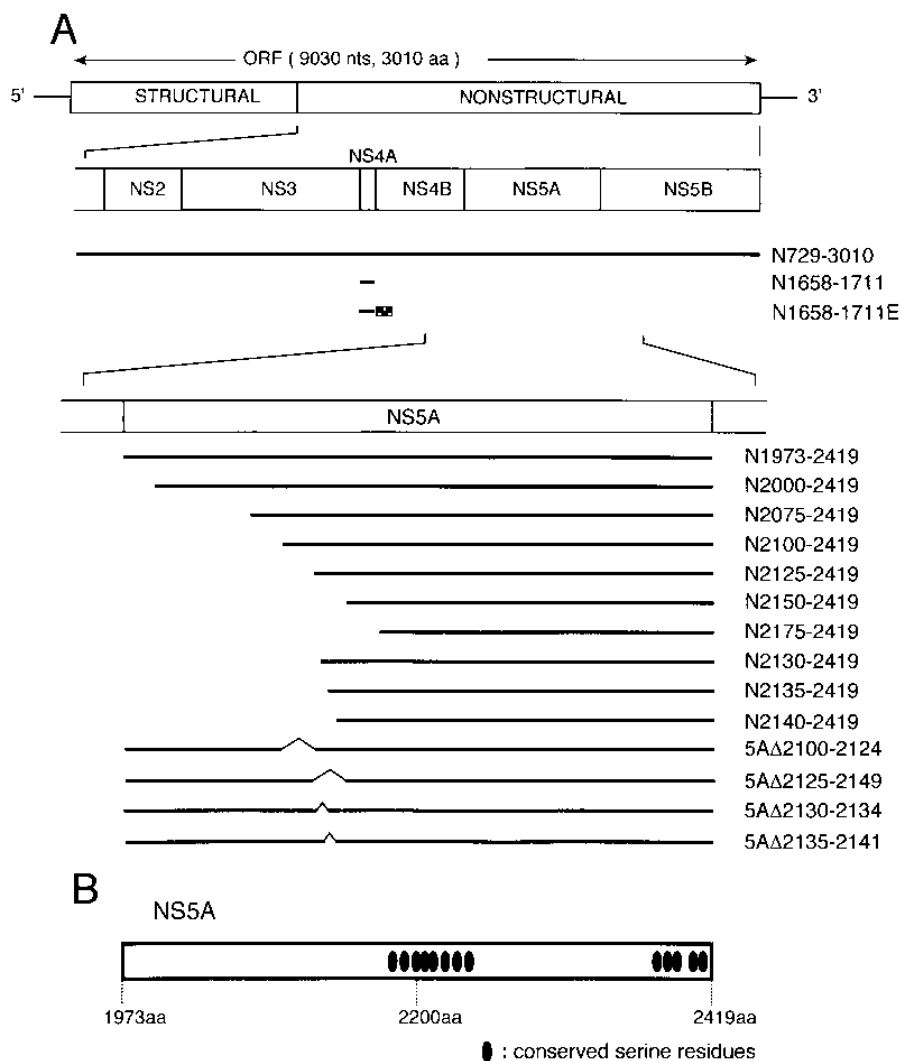 A
ORF ( 9030 nts, 3010 aa )
5' STRUCTURAL NONSTRUCTURAL 3'
NS4A
NS2 NS3 NS4B NS5A NS5B
N729-3010
N1658-1711
N1658-1711E
NS5A
N1973-2419
N2000-2419
N2075-2419
N2100-2419
N2125-2419
N2150-2419
N2175-2419
N2130-2419
N2135-2419
N2140-2419
5AΔ2100-2124
5AΔ2125-2149
5AΔ2130-2134
5AΔ2135-2141
B
NS5A
1973aa 2200aa 2419aa
: conserved serine residues